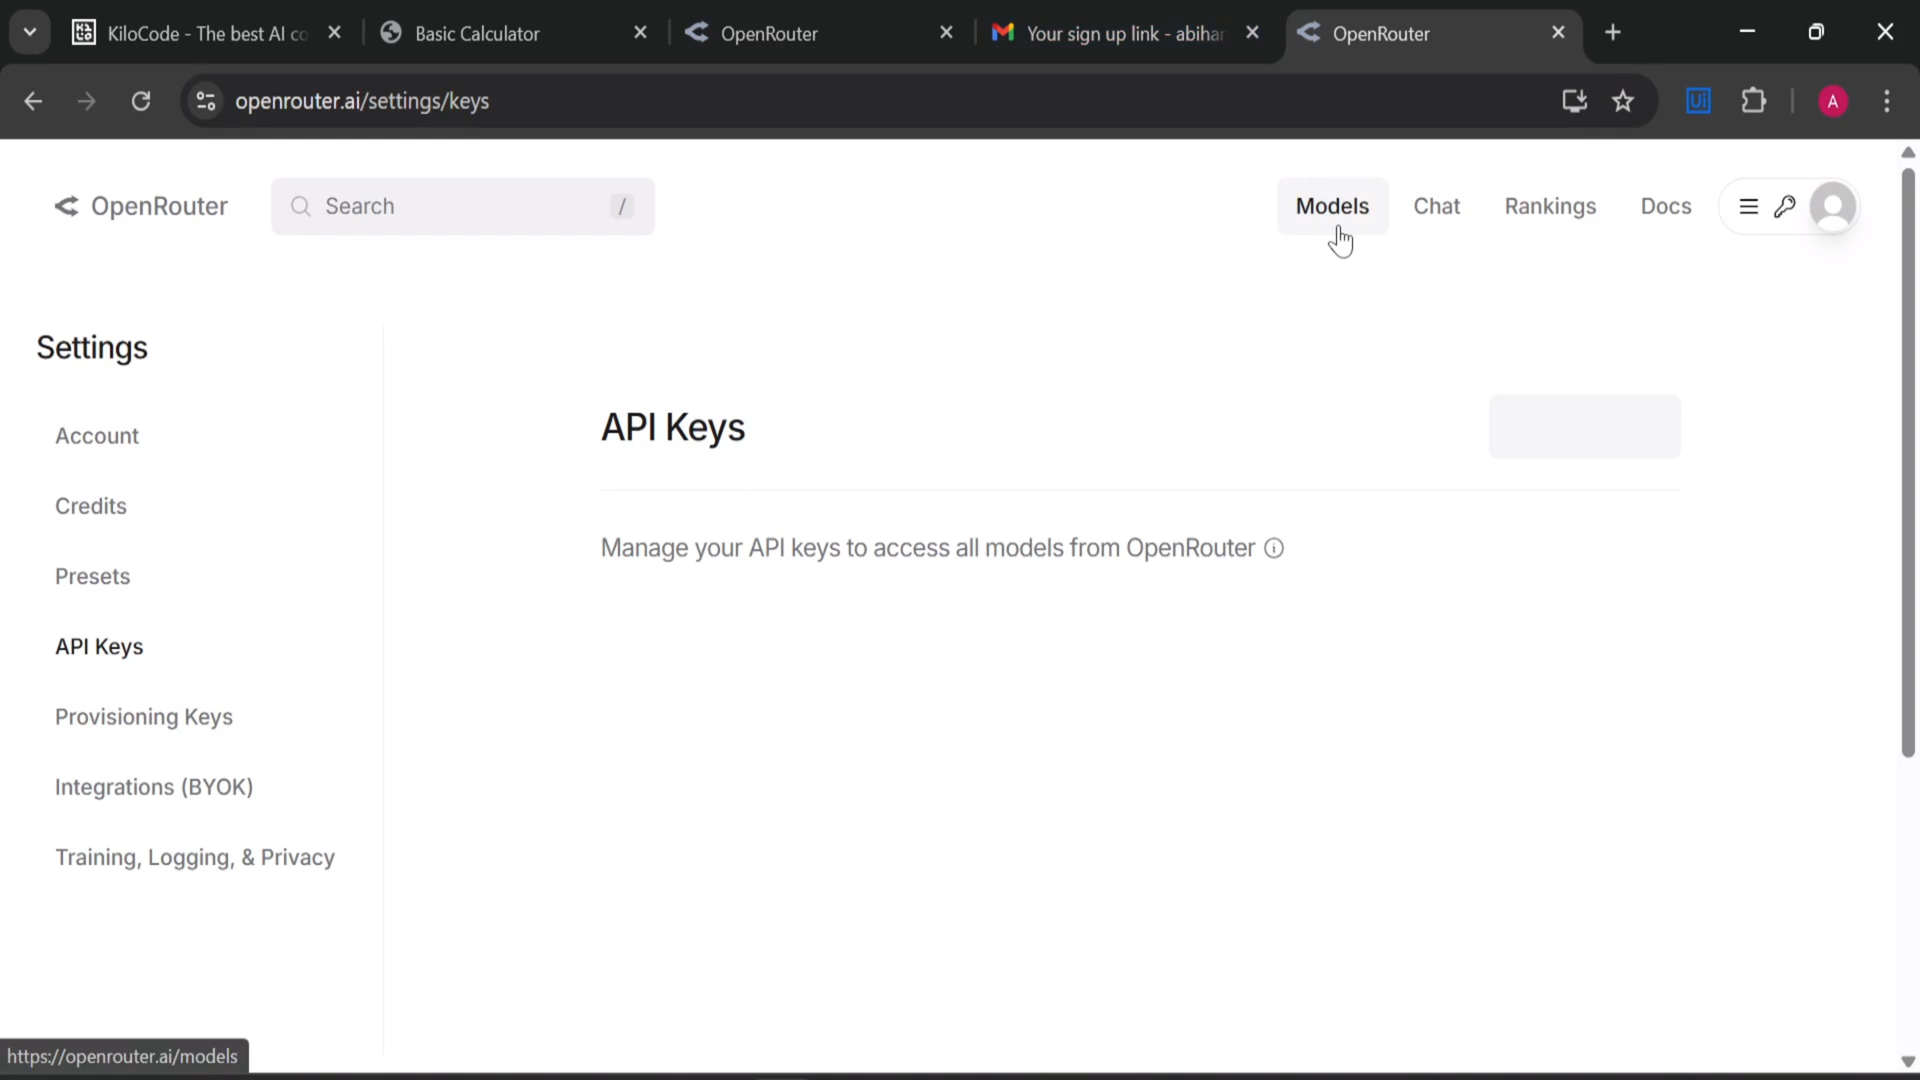 KiloCode - The best AI co
Basic Calculator
OpenRouter
Your sign up link - abihar
OpenRouter
openrouter.ai/settings/keys
Ui
A
OpenRouter
Search
/
Models
Chat
Rankings
Docs
Settings
Account
Credits
Presets
API Keys
Provisioning Keys
Integrations (BYOK)
Training, Logging, & Privacy
API Keys
Manage your API keys to access all models from OpenRouter
https://openrouter.ai/models